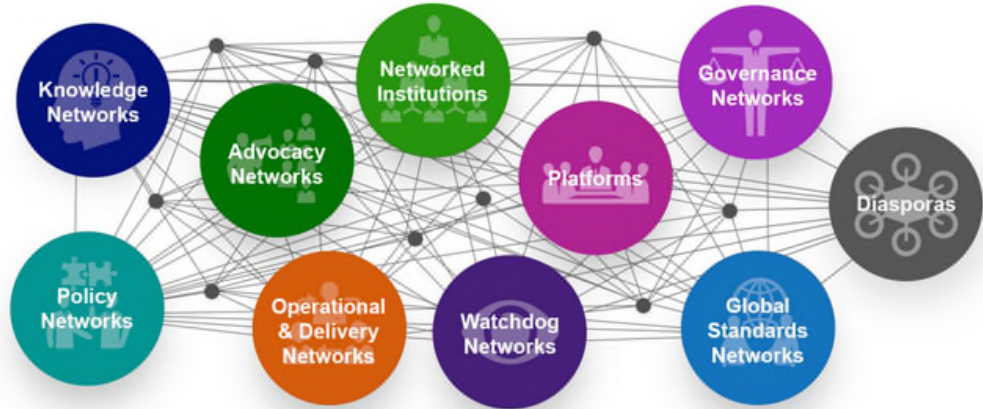 Knowledge
Networks
Advocacy
Networks
Networked
Institutions
Platforms
Governance
Networks
Diasporas
Policy
Networks
Operational
& Delivery
Networks
Watchdog
Networks
Global
Standards
Networks